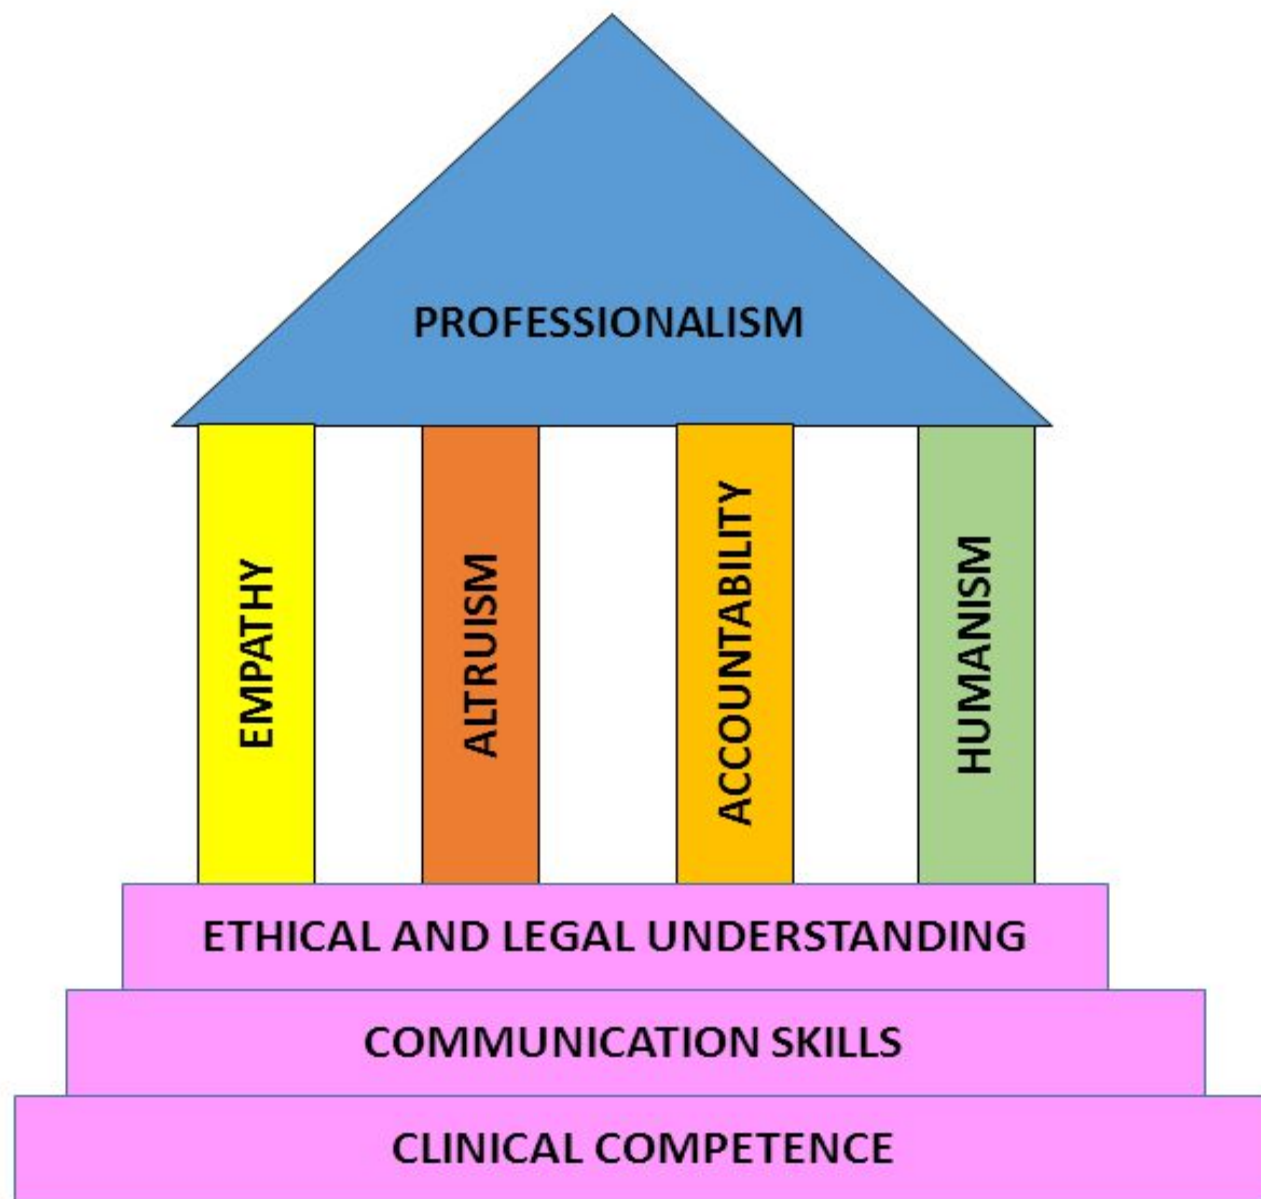 PROFESSIONALISM
EMPATHY
ALTRUISM
ACCOUNTABILITY
HUMANISM
ETHICAL AND LEGAL UNDERSTANDING
COMMUNICATION SKILLS
CLINICAL COMPETENCE